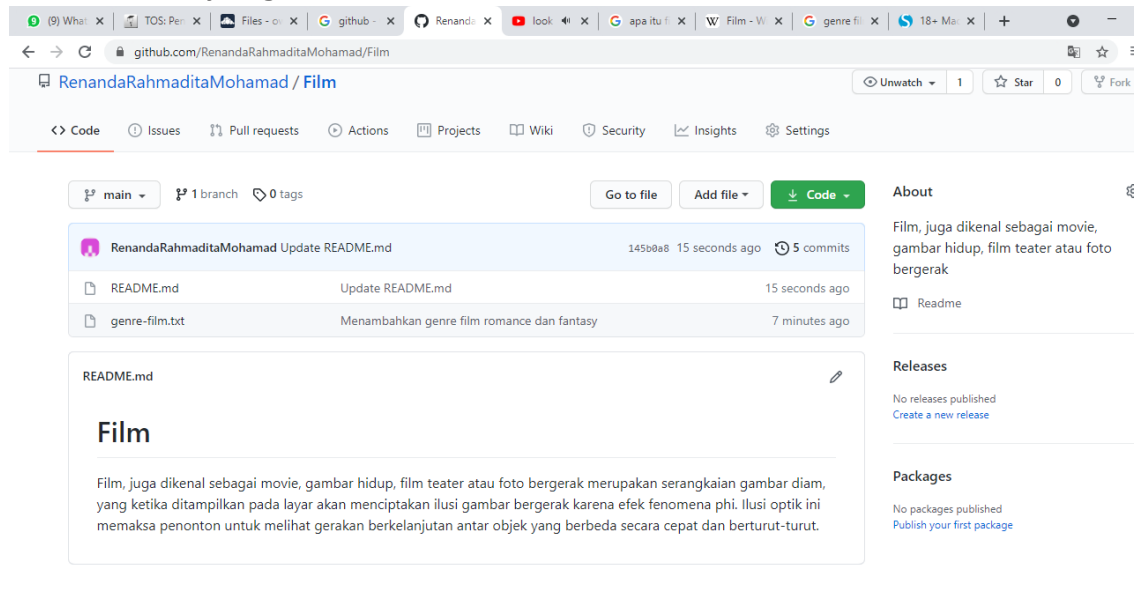 (9) What
TOS: Pen
Files - ov
github -
Renanda
look
apa itu f
Film - W
genre fil
18+ Mac
github.com/RenandaRahmaditaMohamad/Film
RenandaRahmaditaMohamad / Film
Unwatch 1
Star 0
Fork
Code
Issues
Pull requests
Actions
Projects
Wiki
Security
Insights
Settings
main
1 branch
0 tags
Go to file
Add file
Code
RenandaRahmaditaMohamad Update README.md
145b0a8 15 seconds ago
5 commits
README.md
Update README.md
15 seconds ago
genre-film.txt
Menambahkan genre film romance dan fantasy
7 minutes ago
README.md
Film
Film, juga dikenal sebagai movie, gambar hidup, film teater atau foto bergerak merupakan serangkaian gambar diam,
yang ketika ditampilkan pada layar akan menciptakan ilusi gambar bergerak karena efek fenomena phi. Ilusi optik ini
memaksa penonton untuk melihat gerakan berkelanjutan antar objek yang berbeda secara cepat dan berturut-turut.
About
Film, juga dikenal sebagai movie,
gambar hidup, film teater atau foto
bergerak
Readme
Releases
No releases published
Create a new release
Packages
No packages published
Publish your first package